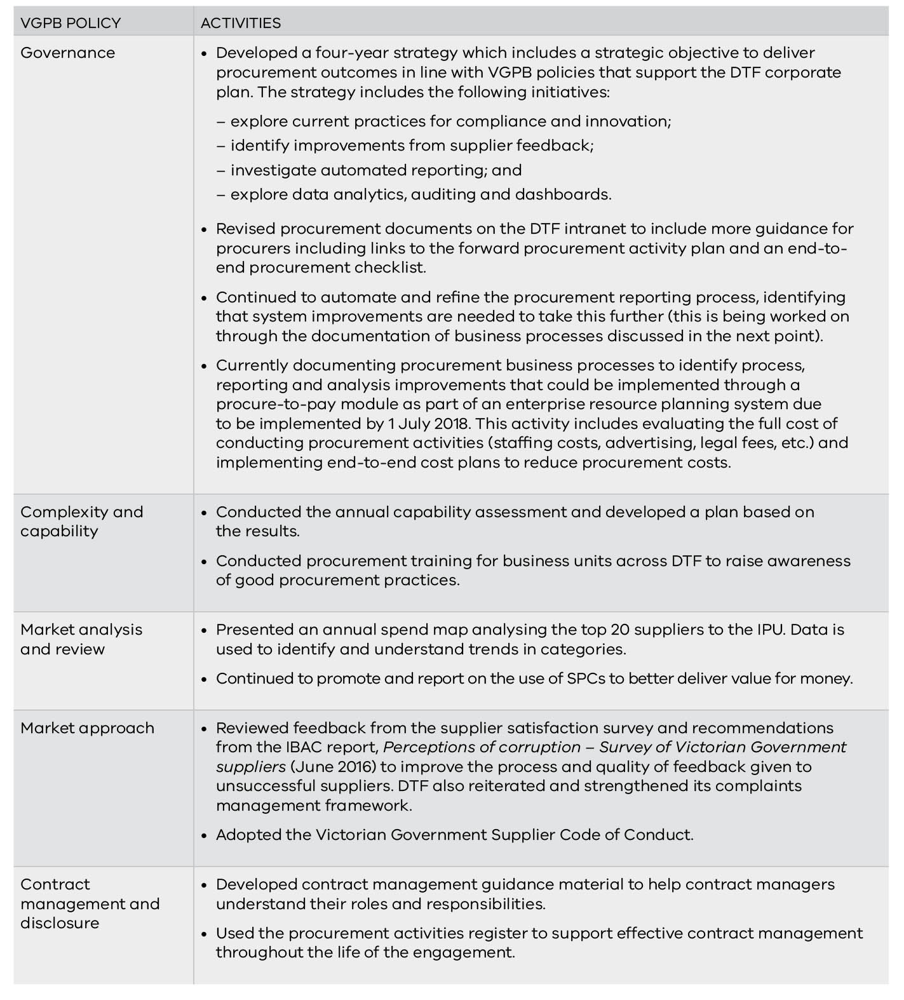 VGPB POLICY
ACTIVITIES
Governance
• Developed a four-year strategy which includes a strategic objective to deliver
procurement outcomes in line with VGPB policies that support the DTF corporate
plan. The strategy includes the following initiatives:
– explore current practices for compliance and innovation;
– identify improvements from supplier feedback;
– investigate automated reporting; and
– explore data analytics, auditing and dashboards.
• Revised procurement documents on the DTF intranet to include more guidance for
procurers including links to the forward procurement activity plan and an end-to-
end procurement checklist.
• Continued to automate and refine the procurement reporting process, identifying
that system improvements are needed to take this further (this is being worked on
through the documentation of business processes discussed in the next point).
• Currently documenting procurement business processes to identify process,
reporting and analysis improvements that could be implemented through a
procure-to-pay module as part of an enterprise resource planning system due
to be implemented by 1 July 2018. This activity includes evaluating the full cost of
conducting procurement activities (staffing costs, advertising, legal fees, etc.) and
implementing end-to-end cost plans to reduce procurement costs.
Complexity and
capability
• Conducted the annual capability assessment and developed a plan based on
the results.
• Conducted procurement training for business units across DTF to raise awareness
of good procurement practices.
Market analysis
and review
• Presented an annual spend map analysing the top 20 suppliers to the IPU. Data is
used to identify and understand trends in categories.
• Continued to promote and report on the use of SPCs to better deliver value for money.
Market approach
• Reviewed feedback from the supplier satisfaction survey and recommendations
from the IBAC report, Perceptions of corruption – Survey of Victorian Government
suppliers (June 2016) to improve the process and quality of feedback given to
unsuccessful suppliers. DTF also reiterated and strengthened its complaints
management framework.
• Adopted the Victorian Government Supplier Code of Conduct.
Contract
management and
disclosure
• Developed contract management guidance material to help contract managers
understand their roles and responsibilities.
• Used the procurement activities register to support effective contract management
throughout the life of the engagement.